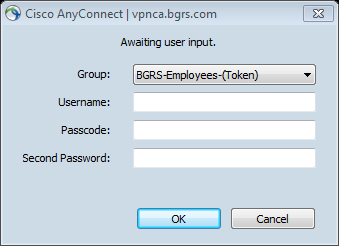 Cisco AnyConnect | vpnca.bgrs.com
Awaiting user input.
Group: BGRS-Employees-(Token)
Username:
Passcode:
Second Password:
OK Cancel